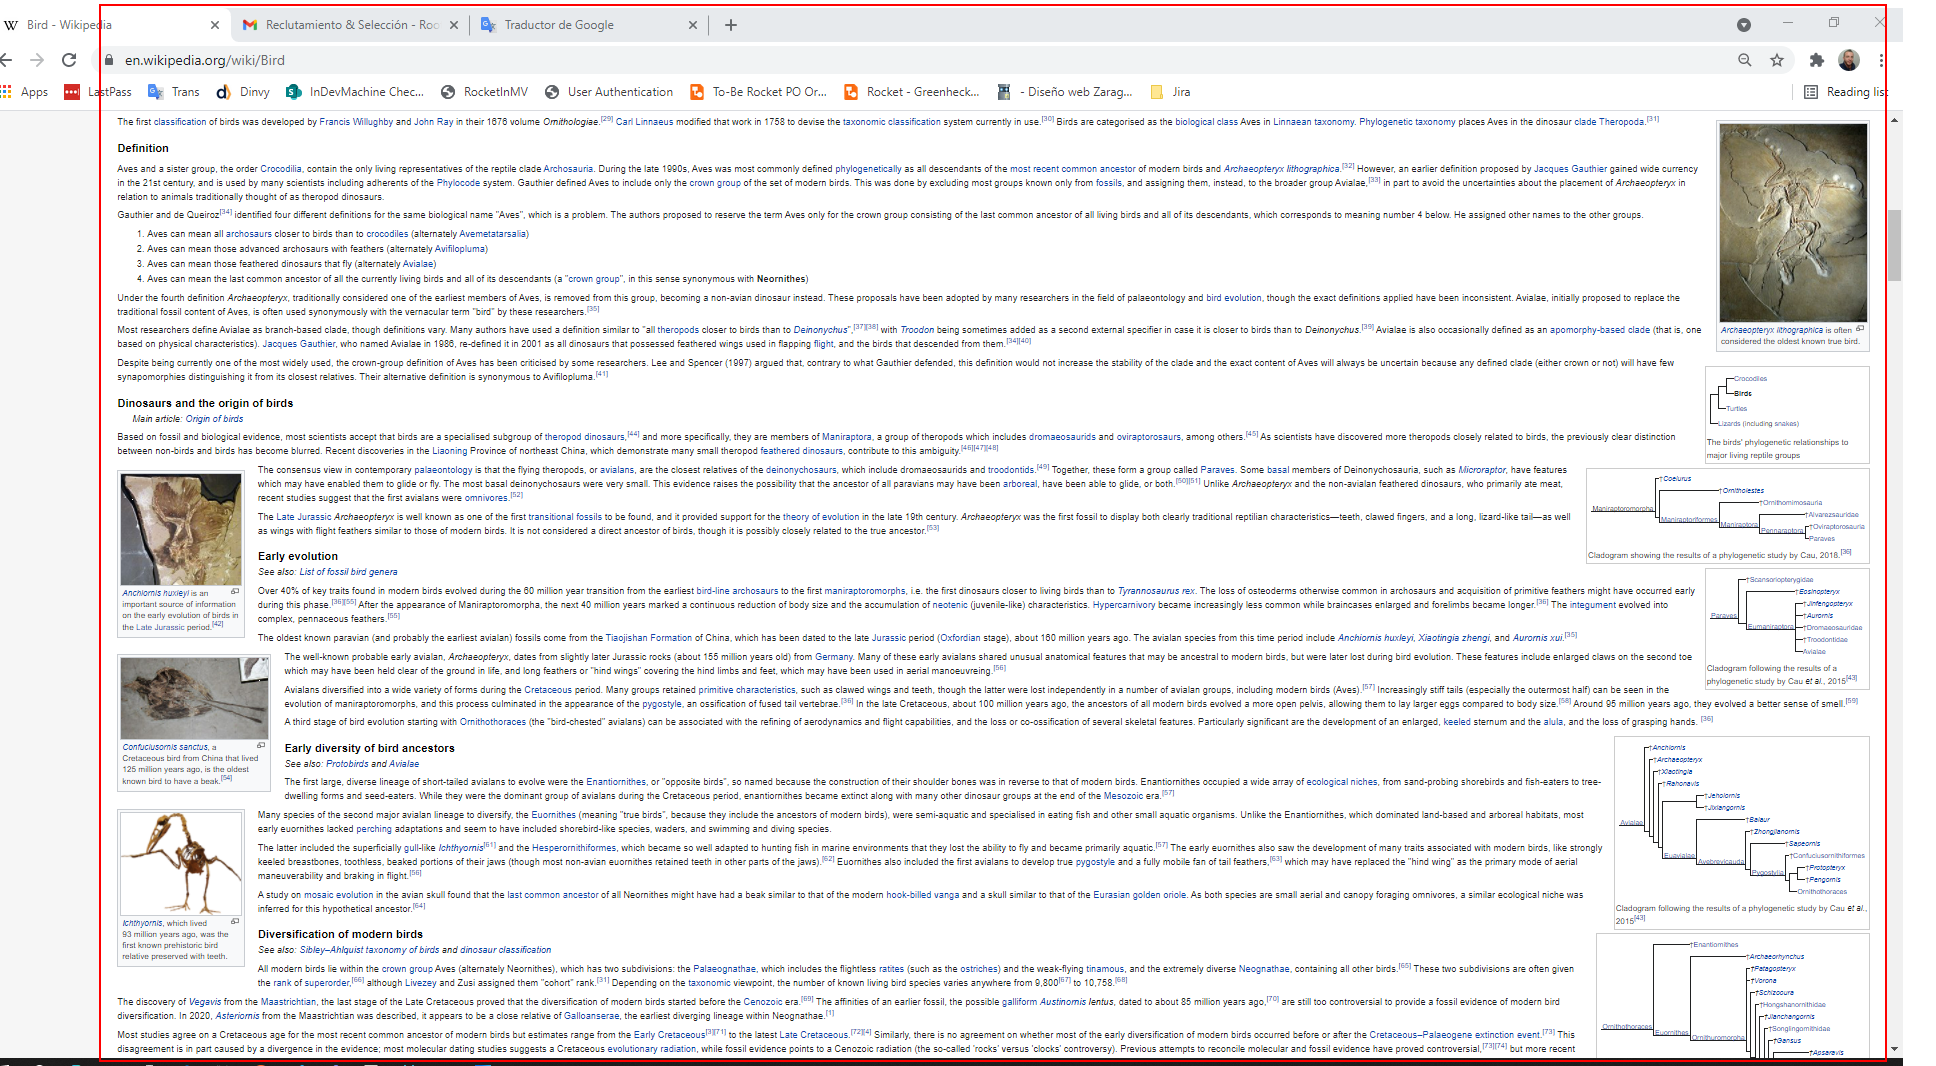 Bird - Wikipedia
Reclutamiento & Selección - Roc
Traductor de Google
en.wikipedia.org/wiki/Bird
Apps
LastPass
Trans
Dinvy
InDevMachine Chec...
RocketInMV
User Authentication
To-Be Rocket PO Or...
Rocket - Greenheck...
- Diseño web Zarag...
Jira
Reading list
The first classification of birds was developed by Francis Willughby and John Ray in their 1676 volume Ornithologiae.[29] Carl Linnaeus modified that work in 1758 to devise the taxonomic classification system currently in use.[30] Birds are categorised as the biological class Aves in Linnaean taxonomy. Phylogenetic taxonomy places Aves in the dinosaur clade Theropoda.[31]
Definition
Aves and a sister group, the order Crocodilia, contain the only living representatives of the reptile clade Archosauria. During the late 1990s, Aves was most commonly defined phylogenetically as all descendants of the most recent common ancestor of modern birds and Archaeopteryx lithographica.[32] However, an earlier definition proposed by Jacques Gauthier gained wide currency
in the 21st century, and is used by many scientists including adherents of the Phylocode system. Gauthier defined Aves to include only the crown group of the set of modern birds. This was done by excluding most groups known only from fossils, and assigning them, instead, to the broader group Avialae,[33] in part to avoid the uncertainties about the placement of Archaeopteryx in
relation to animals traditionally thought of as theropod dinosaurs.
Gauthier and de Queiroz[34] identified four different definitions for the same biological name "Aves", which is a problem. The authors proposed to reserve the term Aves only for the crown group consisting of the last common ancestor of all living birds and all of its descendants, which corresponds to meaning number 4 below. He assigned other names to the other groups.
1. Aves can mean all archosaurs closer to birds than to crocodiles (alternately Avemetatarsalia)
2. Aves can mean those advanced archosaurs with feathers (alternately Avifilopluma)
3. Aves can mean those feathered dinosaurs that fly (alternately Avialae)
4. Aves can mean the last common ancestor of all the currently living birds and all of its descendants (a "crown group", in this sense synonymous with Neornithes)
Under the fourth definition Archaeopteryx, traditionally considered one of the earliest members of Aves, is removed from this group, becoming a non-avian dinosaur instead. These proposals have been adopted by many researchers in the field of palaeontology and bird evolution, though the exact definitions applied have been inconsistent. Avialae, initially proposed to replace the
traditional fossil content of Aves, is often used synonymously with the vernacular term "bird" by these researchers.[35]
Most researchers define Avialae as branch-based clade, though definitions vary. Many authors have used a definition similar to "all theropods closer to birds than to Deinonychus",[37][38] with Troodon being sometimes added as a second external specifier in case it is closer to birds than to Deinonychus.[39] Avialae is also occasionally defined as an apomorphy-based clade (that is, one
based on physical characteristics). Jacques Gauthier, who named Avialae in 1986, re-defined it in 2001 as all dinosaurs that possessed feathered wings used in flapping flight, and the birds that descended from them.[34][40]
Despite being currently one of the most widely used, the crown-group definition of Aves has been criticised by some researchers. Lee and Spencer (1997) argued that, contrary to what Gauthier defended, this definition would not increase the stability of the clade and the exact content of Aves will always be uncertain because any defined clade (either crown or not) will have few
synapomorphies distinguishing it from its closest relatives. Their alternative definition is synonymous to Avifilopluma.[41]
Archaeopteryx lithographica is often
considered the oldest known true bird.
Crocodiles
Birds
Turtles
Lizards (including snakes)
The birds' phylogenetic relationships to
major living reptile groups
Dinosaurs and the origin of birds
Main article: Origin of birds
Based on fossil and biological evidence, most scientists accept that birds are a specialised subgroup of theropod dinosaurs,[44] and more specifically, they are members of Maniraptora, a group of theropods which includes dromaeosaurids and oviraptorosaurs, among others.[45] As scientists have discovered more theropods closely related to birds, the previously clear distinction
between non-birds and birds has become blurred. Recent discoveries in the Liaoning Province of northeast China, which demonstrate many small theropod feathered dinosaurs, contribute to this ambiguity.[46][47][48]
The consensus view in contemporary palaeontology is that the flying theropods, or avialans, are the closest relatives of the deinonychosaurs, which include dromaeosaurids and troodontids.[49] Together, these form a group called Paraves. Some basal members of Deinonychosauria, such as Microraptor, have features
which may have enabled them to glide or fly. The most basal deinonychosaurs were very small. This evidence raises the possibility that the ancestor of all paravians may have been arboreal, have been able to glide, or both.[50][51] Unlike Archaeopteryx and the non-avialan feathered dinosaurs, who primarily ate meat,
recent studies suggest that the first avialans were omnivores.[52]
The Late Jurassic Archaeopteryx is well known as one of the first transitional fossils to be found, and it provided support for the theory of evolution in the late 19th century. Archaeopteryx was the first fossil to display both clearly traditional reptilian characteristics—teeth, clawed fingers, and a long, lizard-like tail—as well
as wings with flight feathers similar to those of modern birds. It is not considered a direct ancestor of birds, though it is possibly closely related to the true ancestor.[53]
Anchiornis huxleyi is an
important source of information
on the early evolution of birds in
the Late Jurassic period.[42]
†Coelurus
†Ornitholestes
†Ornithomimosauria
Maniraptoromorpha
†Alvarezsauridae
Maniraptoriformes
Maniraptora
†Oviraptorosauria
Pennaraptora
Paraves
Cladogram showing the results of a phylogenetic study by Cau, 2018.[36]
Early evolution
See also: List of fossil bird genera
Over 40% of key traits found in modern birds evolved during the 60 million year transition from the earliest bird-line archosaurs to the first maniraptoromorphs, i.e. the first dinosaurs closer to living birds than to Tyrannosaurus rex. The loss of osteoderms otherwise common in archosaurs and acquisition of primitive feathers might have occurred early
during this phase.[36][55] After the appearance of Maniraptoromorpha, the next 40 million years marked a continuous reduction of body size and the accumulation of neotenic (juvenile-like) characteristics. Hypercarnivory became increasingly less common while braincases enlarged and forelimbs became longer.[36] The integument evolved into
complex, pennaceous feathers.[55]
The oldest known paravian (and probably the earliest avialan) fossils come from the Tiaojishan Formation of China, which has been dated to the late Jurassic period (Oxfordian stage), about 160 million years ago. The avialan species from this time period include Anchiornis huxleyi, Xiaotingia zhengi, and Aurornis xui.[35]
The well-known probable early avialan, Archaeopteryx, dates from slightly later Jurassic rocks (about 155 million years old) from Germany. Many of these early avialans shared unusual anatomical features that may be ancestral to modern birds, but were later lost during bird evolution. These features include enlarged claws on the second toe
which may have been held clear of the ground in life, and long feathers or "hind wings" covering the hind limbs and feet, which may have been used in aerial manoeuvreing.[56]
Avialans diversified into a wide variety of forms during the Cretaceous period. Many groups retained primitive characteristics, such as clawed wings and teeth, though the latter were lost independently in a number of avialan groups, including modern birds (Aves).[57] Increasingly stiff tails (especially the outermost half) can be seen in the
evolution of maniraptoromorphs, and this process culminated in the appearance of the pygostyle, an ossification of fused tail vertebrae.[36] In the late Cretaceous, about 100 million years ago, the ancestors of all modern birds evolved a more open pelvis, allowing them to lay larger eggs compared to body size.[58] Around 95 million years ago, they evolved a better sense of smell.[59]
A third stage of bird evolution starting with Ornithothoraces (the "bird-chested" avialans) can be associated with the refining of aerodynamics and flight capabilities, and the loss or co-ossification of several skeletal features. Particularly significant are the development of an enlarged, keeled sternum and the alula, and the loss of grasping hands. [36]
†Scansoriopterygidae
†Eosinopteryx
†Jinfengopteryx
†Aurornis
Paraves
Eumaniraptora
†Dromaeosauridae
†Troodontidae
Avialae
Cladogram following the results of a
phylogenetic study by Cau et al., 2015[43]
Confuciusornis sanctus, a
Cretaceous bird from China that lived
125 million years ago, is the oldest
known bird to have a beak.[54]
Early diversity of bird ancestors
See also: Protobirds and Avialae
The first large, diverse lineage of short-tailed avialans to evolve were the Enantiornithes, or "opposite birds", so named because the construction of their shoulder bones was in reverse to that of modern birds. Enantiornithes occupied a wide array of ecological niches, from sand-probing shorebirds and fish-eaters to tree-
dwelling forms and seed-eaters. While they were the dominant group of avialans during the Cretaceous period, enantiornithes became extinct along with many other dinosaur groups at the end of the Mesozoic era.[57]
Many species of the second major avialan lineage to diversify, the Euornithes (meaning "true birds", because they include the ancestors of modern birds), were semi-aquatic and specialised in eating fish and other small aquatic organisms. Unlike the Enantiornithes, which dominated land-based and arboreal habitats, most
early euornithes lacked perching adaptations and seem to have included shorebird-like species, waders, and swimming and diving species.
The latter included the superficially gull-like Ichthyornis[61] and the Hesperornithiformes, which became so well adapted to hunting fish in marine environments that they lost the ability to fly and became primarily aquatic.[57] The early euornithes also saw the development of many traits associated with modern birds, like strongly
keeled breastbones, toothless, beaked portions of their jaws (though most non-avian euornithes retained teeth in other parts of the jaws).[62] Euornithes also included the first avialans to develop true pygostyle and a fully mobile fan of tail feathers,[63] which may have replaced the "hind wing" as the primary mode of aerial
maneuverability and braking in flight.[56]
A study on mosaic evolution in the avian skull found that the last common ancestor of all Neornithes might have had a beak similar to that of the modern hook-billed vanga and a skull similar to that of the Eurasian golden oriole. As both species are small aerial and canopy foraging omnivores, a similar ecological niche was
inferred for this hypothetical ancestor.[64]
Ichthyornis, which lived
93 million years ago, was the
first known prehistoric bird
relative preserved with teeth.
†Anchiornis
†Archaeopteryx
†Xiaotingia
†Rahonavis
†Jeholornis
†Jixiangornis
Avialae
†Balaur
†Zhongjianornis
†Sapeornis
Euavialae
†Confuciusornithiformes
Avebrevicauda
†Protopteryx
Pygostylia
†Pengornis
Ornithothoraces
Cladogram following the results of a phylogenetic study by Cau et al.,
2015[43]
Diversification of modern birds
See also: Sibley–Ahlquist taxonomy of birds and dinosaur classification
All modern birds lie within the crown group Aves (alternately Neornithes), which has two subdivisions: the Palaeognathae, which includes the flightless ratites (such as the ostriches) and the weak-flying tinamous, and the extremely diverse Neognathae, containing all other birds.[65] These two subdivisions are often given
the rank of superorder,[66] although Livezey and Zusi assigned them "cohort" rank.[31] Depending on the taxonomic viewpoint, the number of known living bird species varies anywhere from 9,800[67] to 10,758.[68]
The discovery of Vegavis from the Maastrichtian, the last stage of the Late Cretaceous proved that the diversification of modern birds started before the Cenozoic era.[69] The affinities of an earlier fossil, the possible galliform Austinornis lentus, dated to about 85 million years ago,[70] are still too controversial to provide a fossil evidence of modern bird
diversification. In 2020, Asteriornis from the Maastrichtian was described, it appears to be a close relative of Galloanserae, the earliest diverging lineage within Neognathae.[1]
Most studies agree on a Cretaceous age for the most recent common ancestor of modern birds but estimates range from the Early Cretaceous[3][71] to the latest Late Cretaceous.[72][4] Similarly, there is no agreement on whether most of the early diversification of modern birds occurred before or after the Cretaceous–Palaeogene extinction event.[73] This
disagreement is in part caused by a divergence in the evidence; most molecular dating studies suggests a Cretaceous evolutionary radiation, while fossil evidence points to a Cenozoic radiation (the so-called 'rocks' versus 'clocks' controversy). Previous attempts to reconcile molecular and fossil evidence have proved controversial,[73][74] but more recent
†Enantiornithes
†Archaeorhynchus
†Patagopteryx
†Vorona
†Schizooura
†Hongshanornithidae
†Jianchangornis
Ornithothoraces
†Songlingornithidae
Euornithes
Ornithuromorpha
†Gansus
†Apsaravis